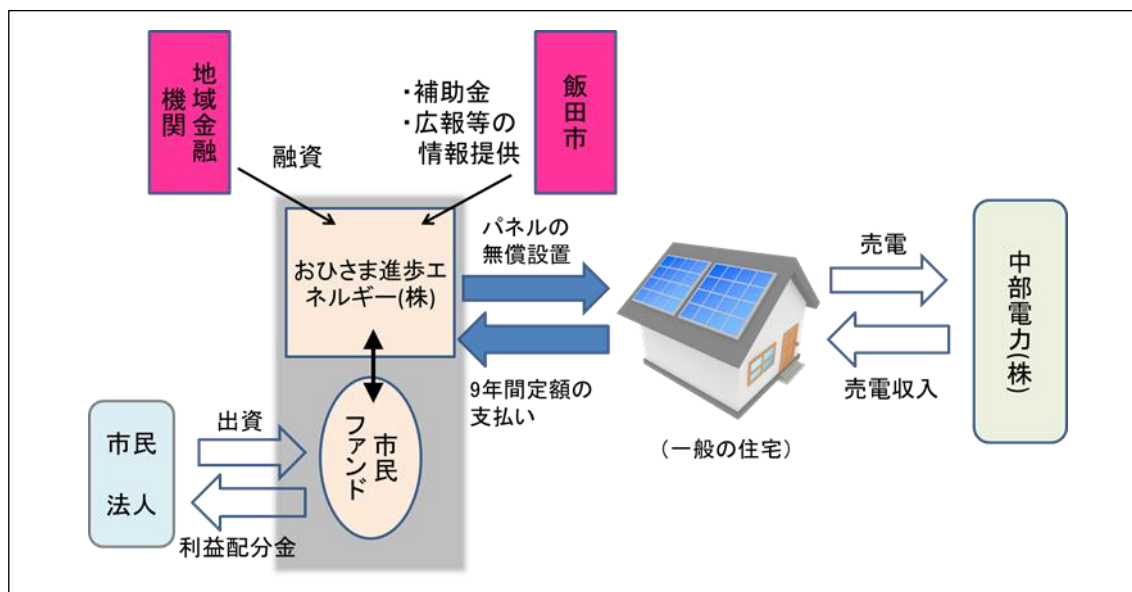 地域金融
機関
融資
・補助金
・広報等の
情報提供
飯田市
おひさま進歩エ
ネルギー(株)
パネルの
無償設置
9年間定額の
支払い
市民
ファンド
市民
法人
出資
利益配分金
（一般の住宅）
売電
売電収入
中部電力(株)